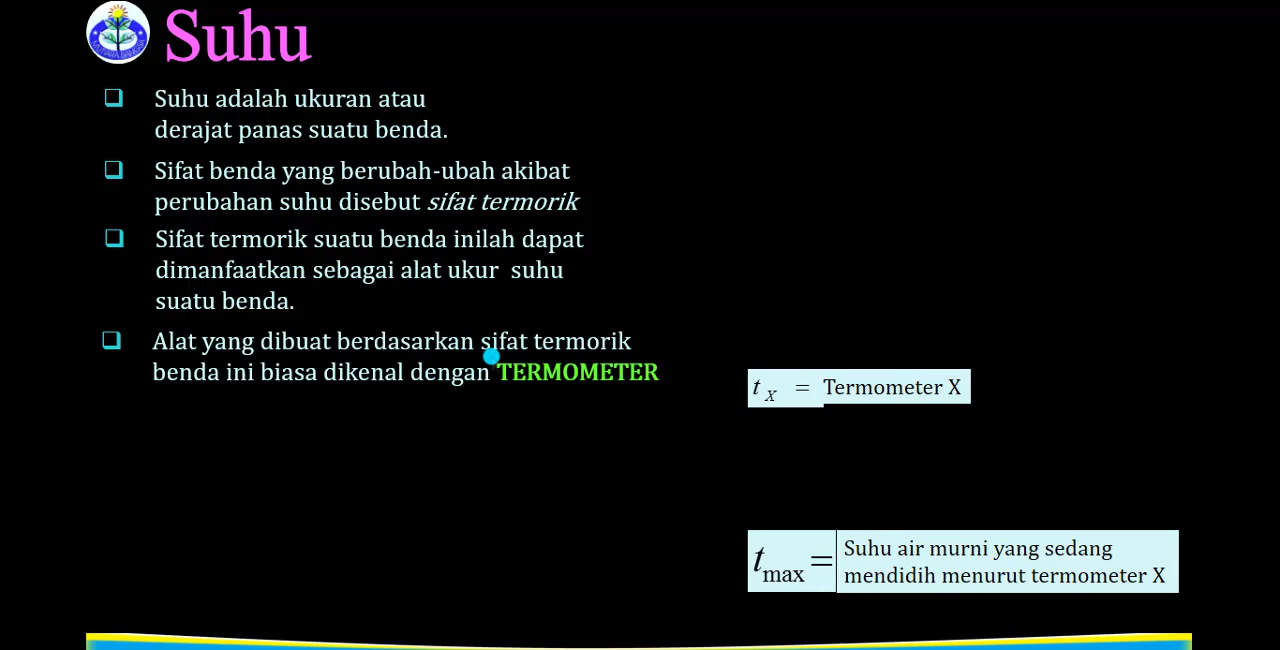 Suhu
Suhu adalah ukuran atau
derajat panas suatu benda.
Sifat benda yang berubah-ubah akibat
perubahan suhu disebut sifat termorik
Sifat termorik suatu benda inilah dapat
dimanfaatkan sebagai alat ukur suhu
suatu benda.
Alat yang dibuat berdasarkan sifat termorik
benda ini biasa dikenal dengan TERMOMETER
t X = Termometer X
t max = Suhu air murni yang sedang
mendidih menurut termometer X